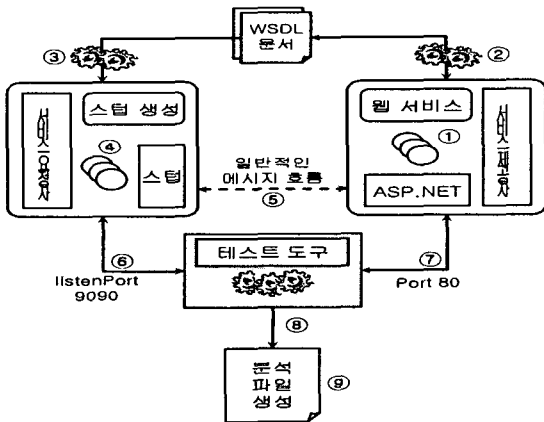 WSDL
문서
③
②
스텁 생성
서비스 요청자
④
스텁
웹 서비스
①
서비스 제공자
ASP.NET
일반적인
메시지 흐름
⑤
⑥
listenPort
9090
테스트 도구
⑦
Port 80
⑧
분석
파일
생성
⑨